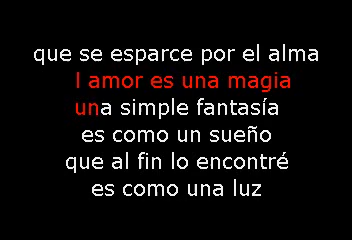 que se esparce por el alma
l amor es una magia
una simple fantasía
es como un sueño
que al fin lo encontré
es como una luz